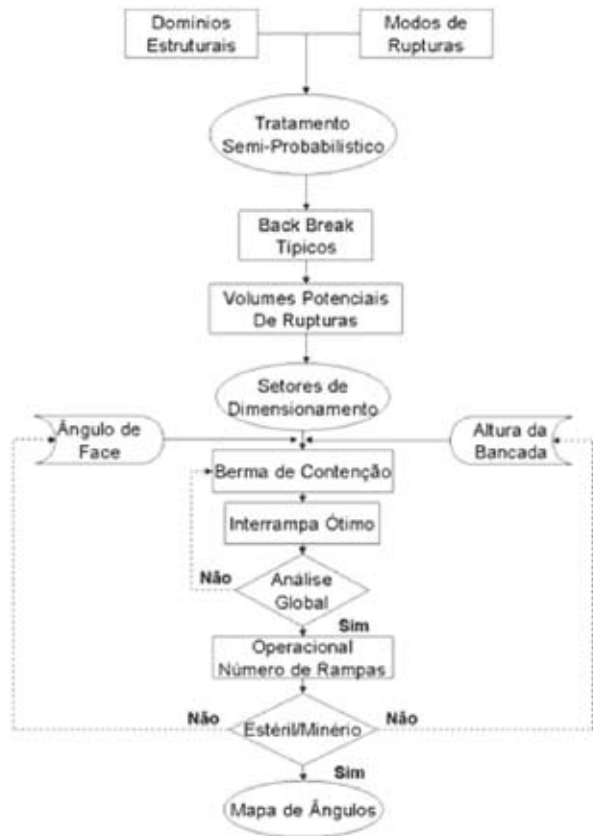 Domínios
Estruturais
Modos de
Rupturas
Tratamento
Semi-Probabilístico
Back Break
Típicos
Volumes Potenciais
De Rupturas
Setores de
Dimensionamento
Ângulo de
Face
Altura da
Bancada
Berma de Contenção
Interrampa Ótimo
Não
Análise
Global
Sim
Operacional
Número de Rampas
Não
Estéril/Minério
Não
Sim
Mapa de Ângulos